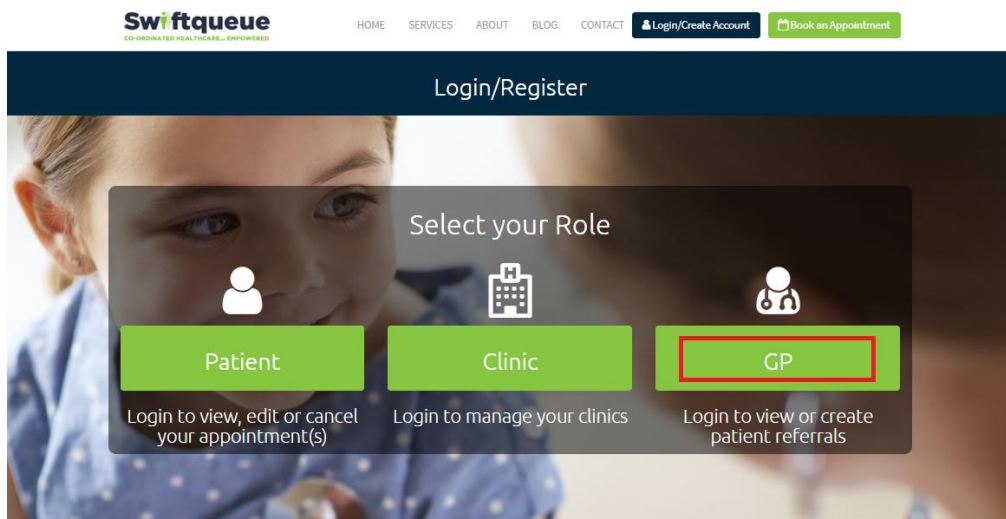 Swiftqueue
CO-ORDINATED HEALTHCARE... EMPOWERED
HOME SERVICES ABOUT BLOG CONTACT Login/Create Account Book an Appointment
Login/Register
Select your Role
Patient Clinic GP
Login to view, edit or cancel your appointment(s)
Login to manage your clinics
Login to view or create patient referrals